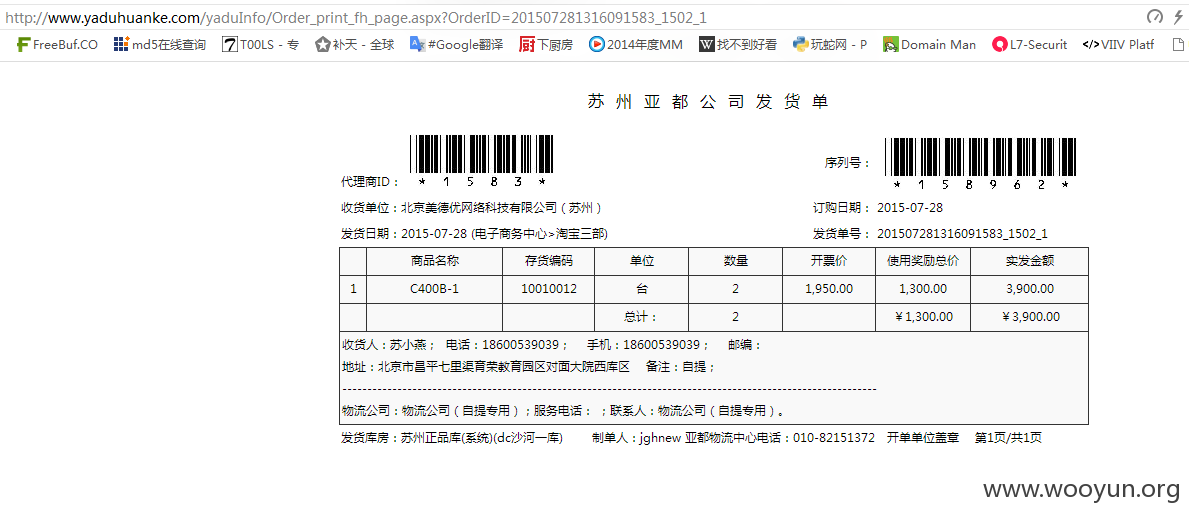 http://www.yaduhuanke.com/yaduInfo/Order_print_fh_page.aspx?OrderID=201507281316091583_1502_1
FreeBuf.CO md5在线查询 T00LS - 专 补天 - 全球 #Google翻译 下厨房 2014年度MM 找不到好看 玩蛇网 - P Domain Man L7-Securit VIIV Platf
苏州亚都公司发货单
代理商ID： *1583* 序列号： *158962*
收货单位：北京美德优网络科技有限公司（苏州） 订购日期： 2015-07-28
发货日期：2015-07-28 (电子商务中心>淘宝三部) 发货单号： 201507281316091583_1502_1
商品名称 存货编码 单位 数量 开票价 使用奖励总价 实发金额
1 C400B-1 10010012 台 2 1,950.00 1,300.00 3,900.00
总计： 2 ￥1,300.00 ￥3,900.00
收货人：苏小燕； 电话：18600539039； 手机：18600539039； 邮编：
地址：北京市昌平七里渠育荣教育园区对面大院西库区 备注：自提；
物流公司：物流公司（自提专用）；服务电话： ；联系人：物流公司（自提专用）。
发货库房：苏州正品库(系统)(dc沙河一库) 制单人：jghnew 亚都物流中心电话：010-82151372 开单单位盖章 第1页/共1页
www.wooyun.org